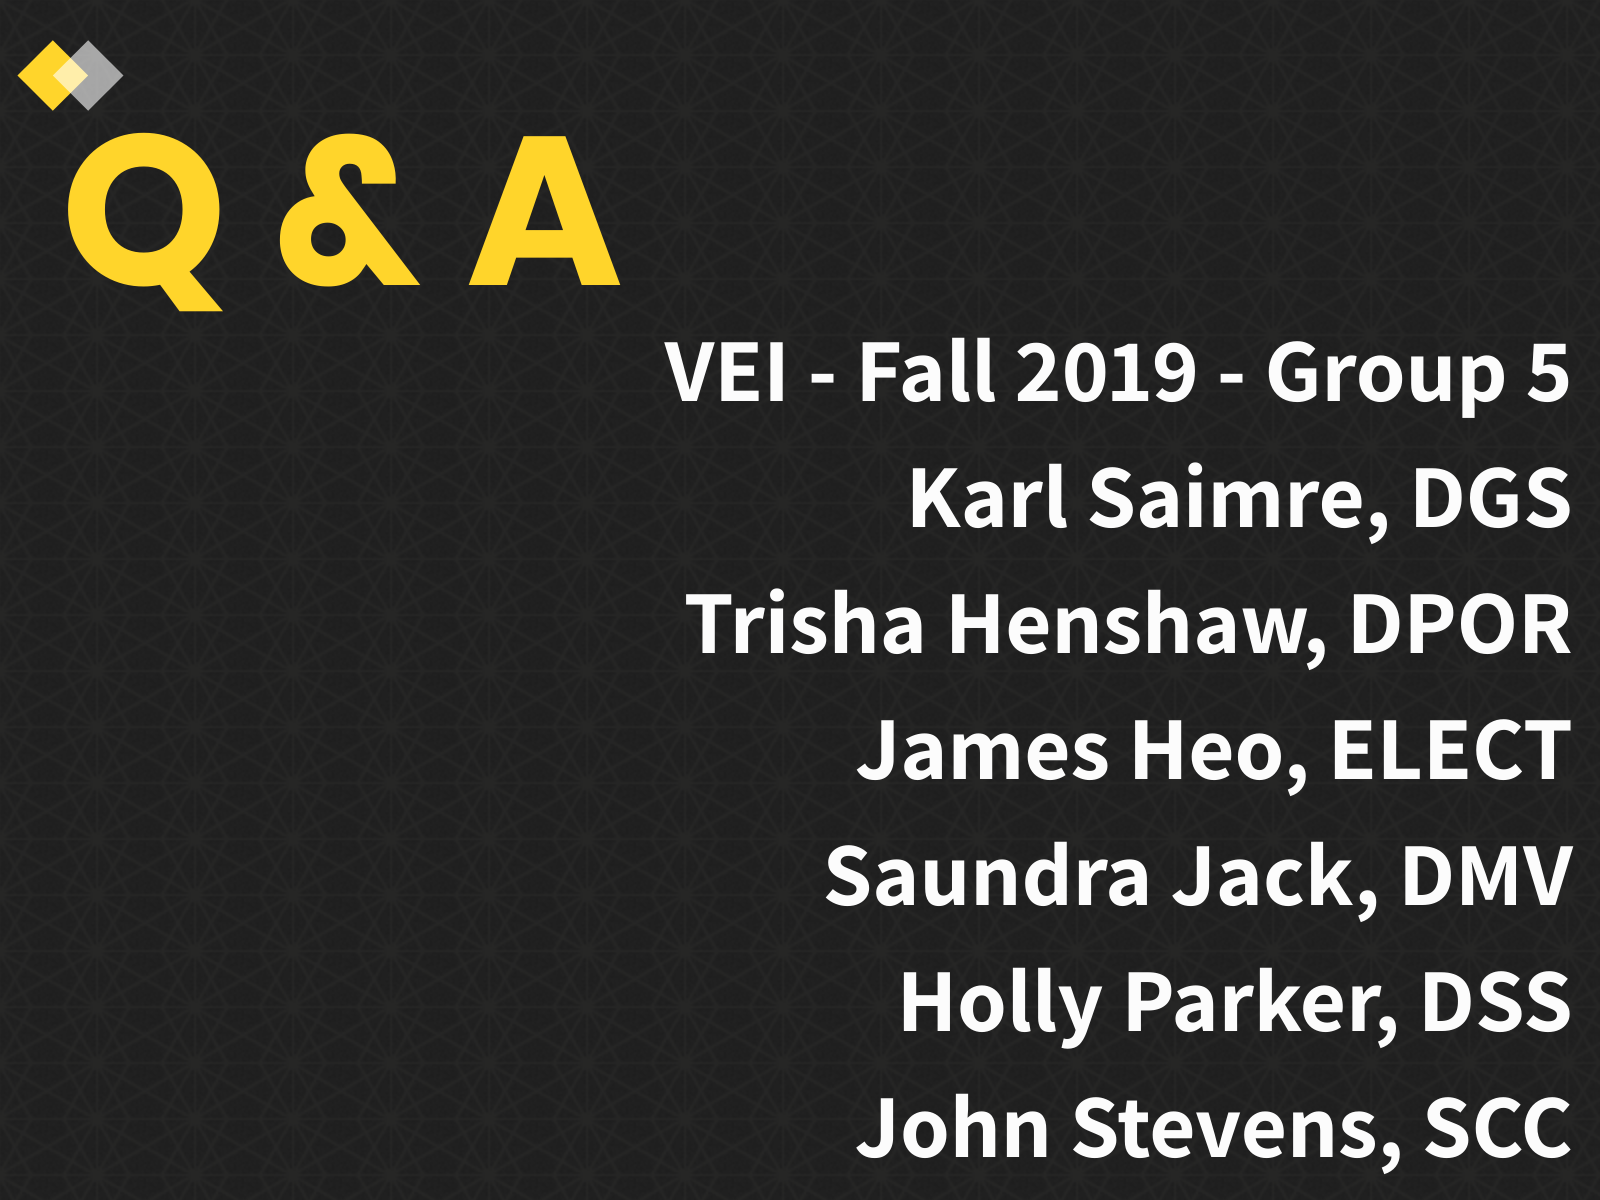 Q & A
VEI - Fall 2019 - Group 5
Karl Saimre, DGS
Trisha Henshaw, DPOR
James Heo, ELECT
Saundra Jack, DMV
Holly Parker, DSS
John Stevens, SCC